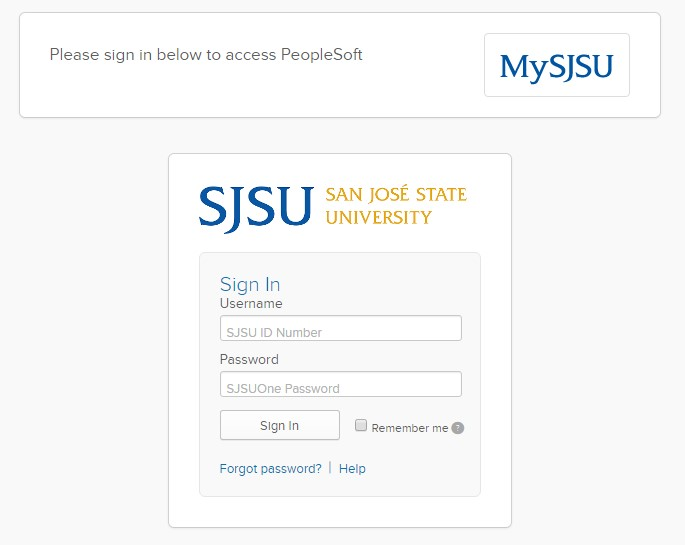 Please sign in below to access PeopleSoft
MySJSU
SJSU SAN JOSÉ STATE
UNIVERSITY
Sign In
Username
SJSU ID Number
Password
SJSUOne Password
Sign In
Remember me ?
Forgot password? | Help